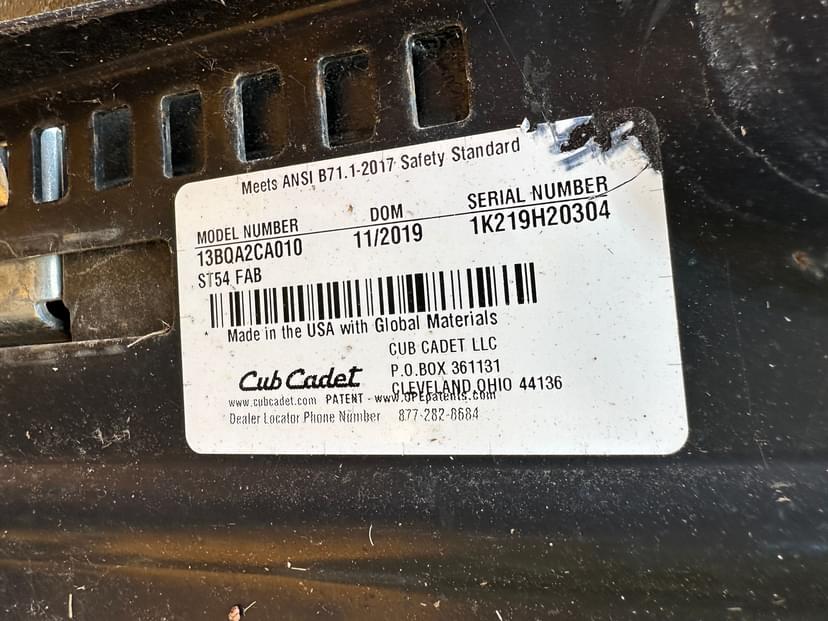 Meets ANSI B71.1-2017 Safety Standard
MODEL NUMBER DOM SERIAL NUMBER
13BQA2CA010 11/2019 1K219H20304
ST54 FAB
Made in the USA with Global Materials
CUB CADET LLC
P.O.BOX 361131
CLEVELAND,OHIO 44136
Cub Cadet
www.cubcadet.com PATENT - www.OPEpatents.com
Dealer Locator Phone Number 877-282-8684